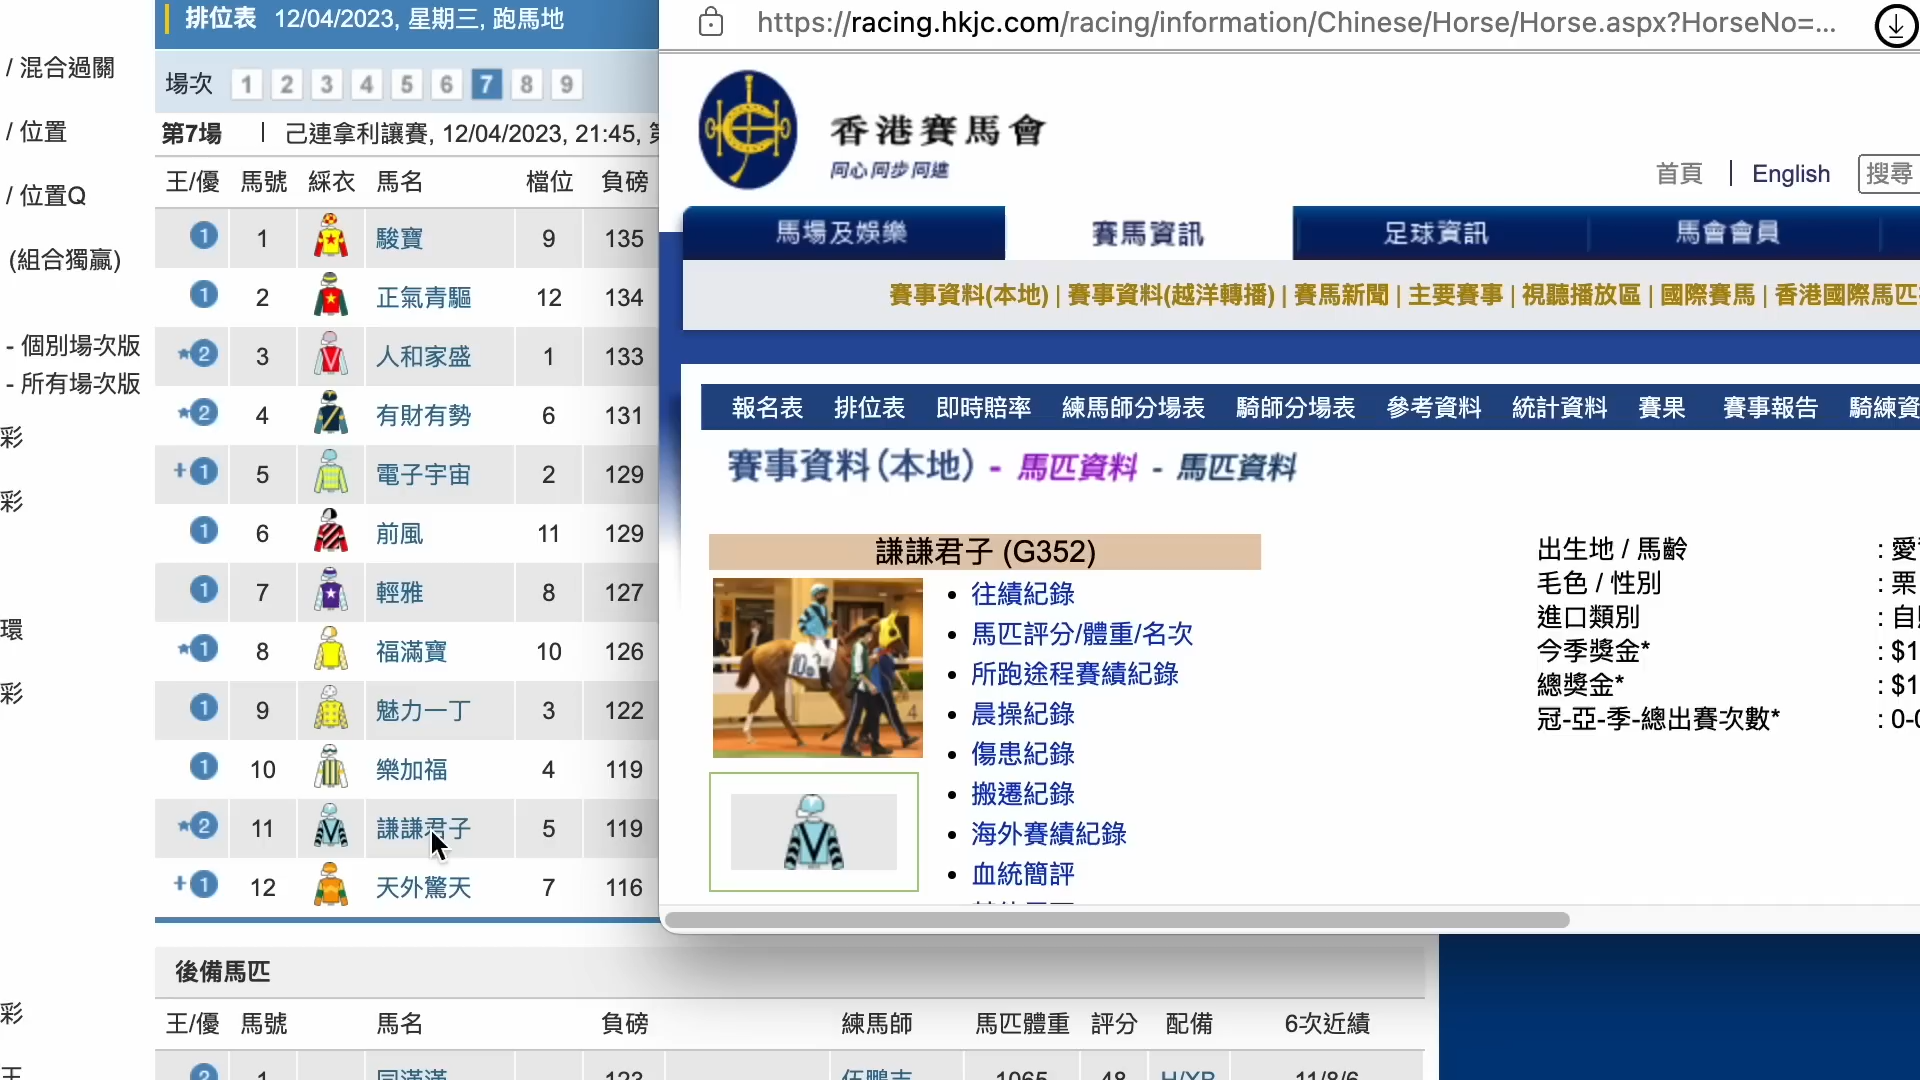 排位表 12/04/2023, 星期三, 跑馬地
/ 混合過關
/ 位置
/ 位置Q
(組合獨贏)
- 個別場次版
- 所有場次版
彩
彩
環
彩
彩
場次 1 2 3 4 5 6 7 8 9
第7場 | 己連拿利讓賽, 12/04/2023, 21:45,
王/優 馬號 綵衣 馬名 檔位 負磅
1 1 駿寶 9 135
1 2 正氣青驅 12 134
★2 3 人和家盛 1 133
★2 4 有財有勢 6 131
+1 5 電子宇宙 2 129
1 6 前風 11 129
1 7 輕雅 8 127
★1 8 福滿寶 10 126
1 9 魅力一丁 3 122
1 10 樂加福 4 119
★2 11 謙謙君子 5 119
+1 12 天外驚天 7 116
後備馬匹
王/優 馬號 馬名 負磅 練馬師 馬匹體重 評分 配備 6次近績
2 1 123 1065 48 H/XB 11/8/6
https://racing.hkjc.com/racing/information/Chinese/Horse/Horse.aspx?HorseNo=...
香港賽馬會
同心同步同進
首頁 | English 搜尋
馬場及娛樂 賽馬資訊 足球資訊 馬會會員
賽事資料(本地) | 賽事資料(越洋轉播) | 賽馬新聞 | 主要賽事 | 視聽播放區 | 國際賽馬 | 香港國際馬匹
報名表 排位表 即時賠率 練馬師分場表 騎師分場表 參考資料 統計資料 賽果 賽事報告 騎練資
賽事資料(本地) - 馬匹資料 - 馬匹資料
謙謙君子 (G352)
• 往績紀錄
• 馬匹評分/體重/名次
• 所跑途程賽績紀錄
• 晨操紀錄
• 傷患紀錄
• 搬遷紀錄
• 海外賽績紀錄
• 血統簡評
出生地 / 馬齡 : 愛
毛色 / 性別 : 栗
進口類別 : 自
今季獎金* : $1
總獎金* : $1
冠-亞-季-總出賽次數* : 0-